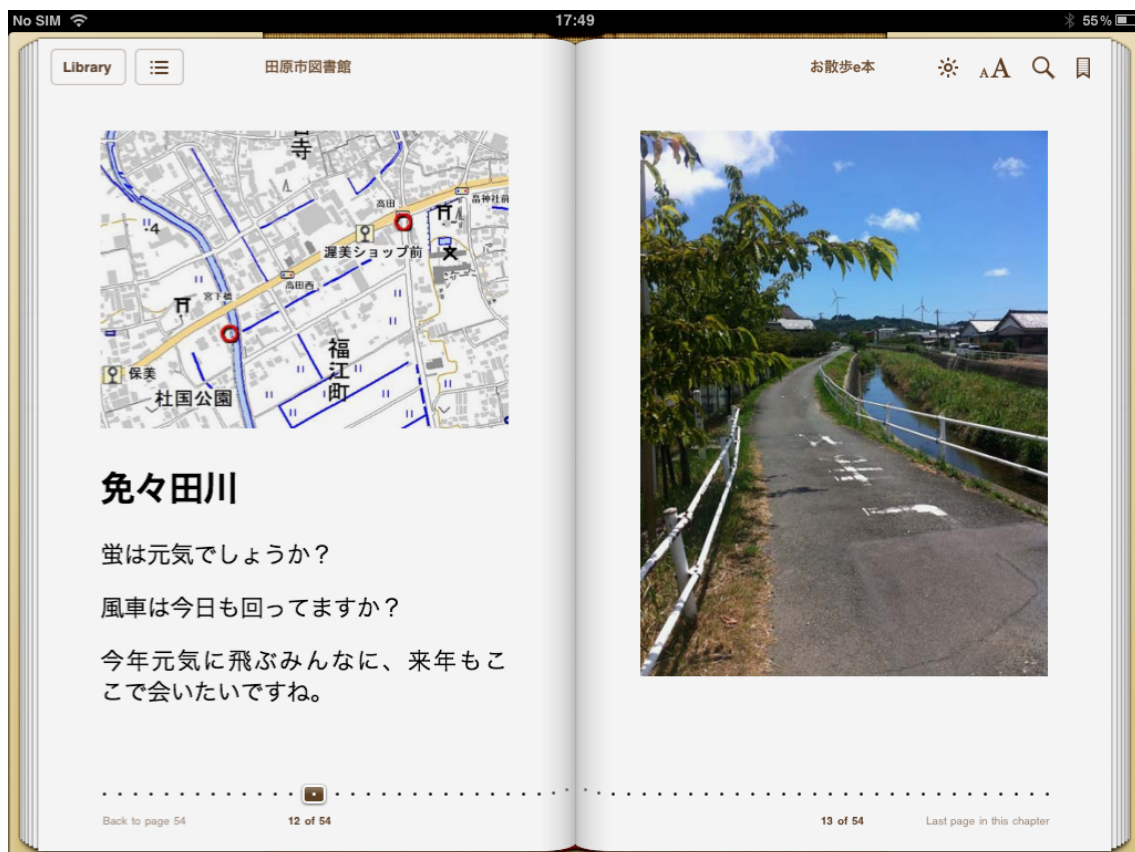 No SIM 17:49 55%
Library 田原市図書館 お散歩e本 AA
寺
高田
畠神社前
渥美ショップ前
高田西
宮下橋
4
福江町
保美
杜国公園
免々田川
蛍は元気でしょうか？
風車は今日も回ってますか？
今年元気に飛ぶみんなに、来年もこ
こで会いたいですね。
Back to page 54 12 of 54 13 of 54 Last page in this chapter